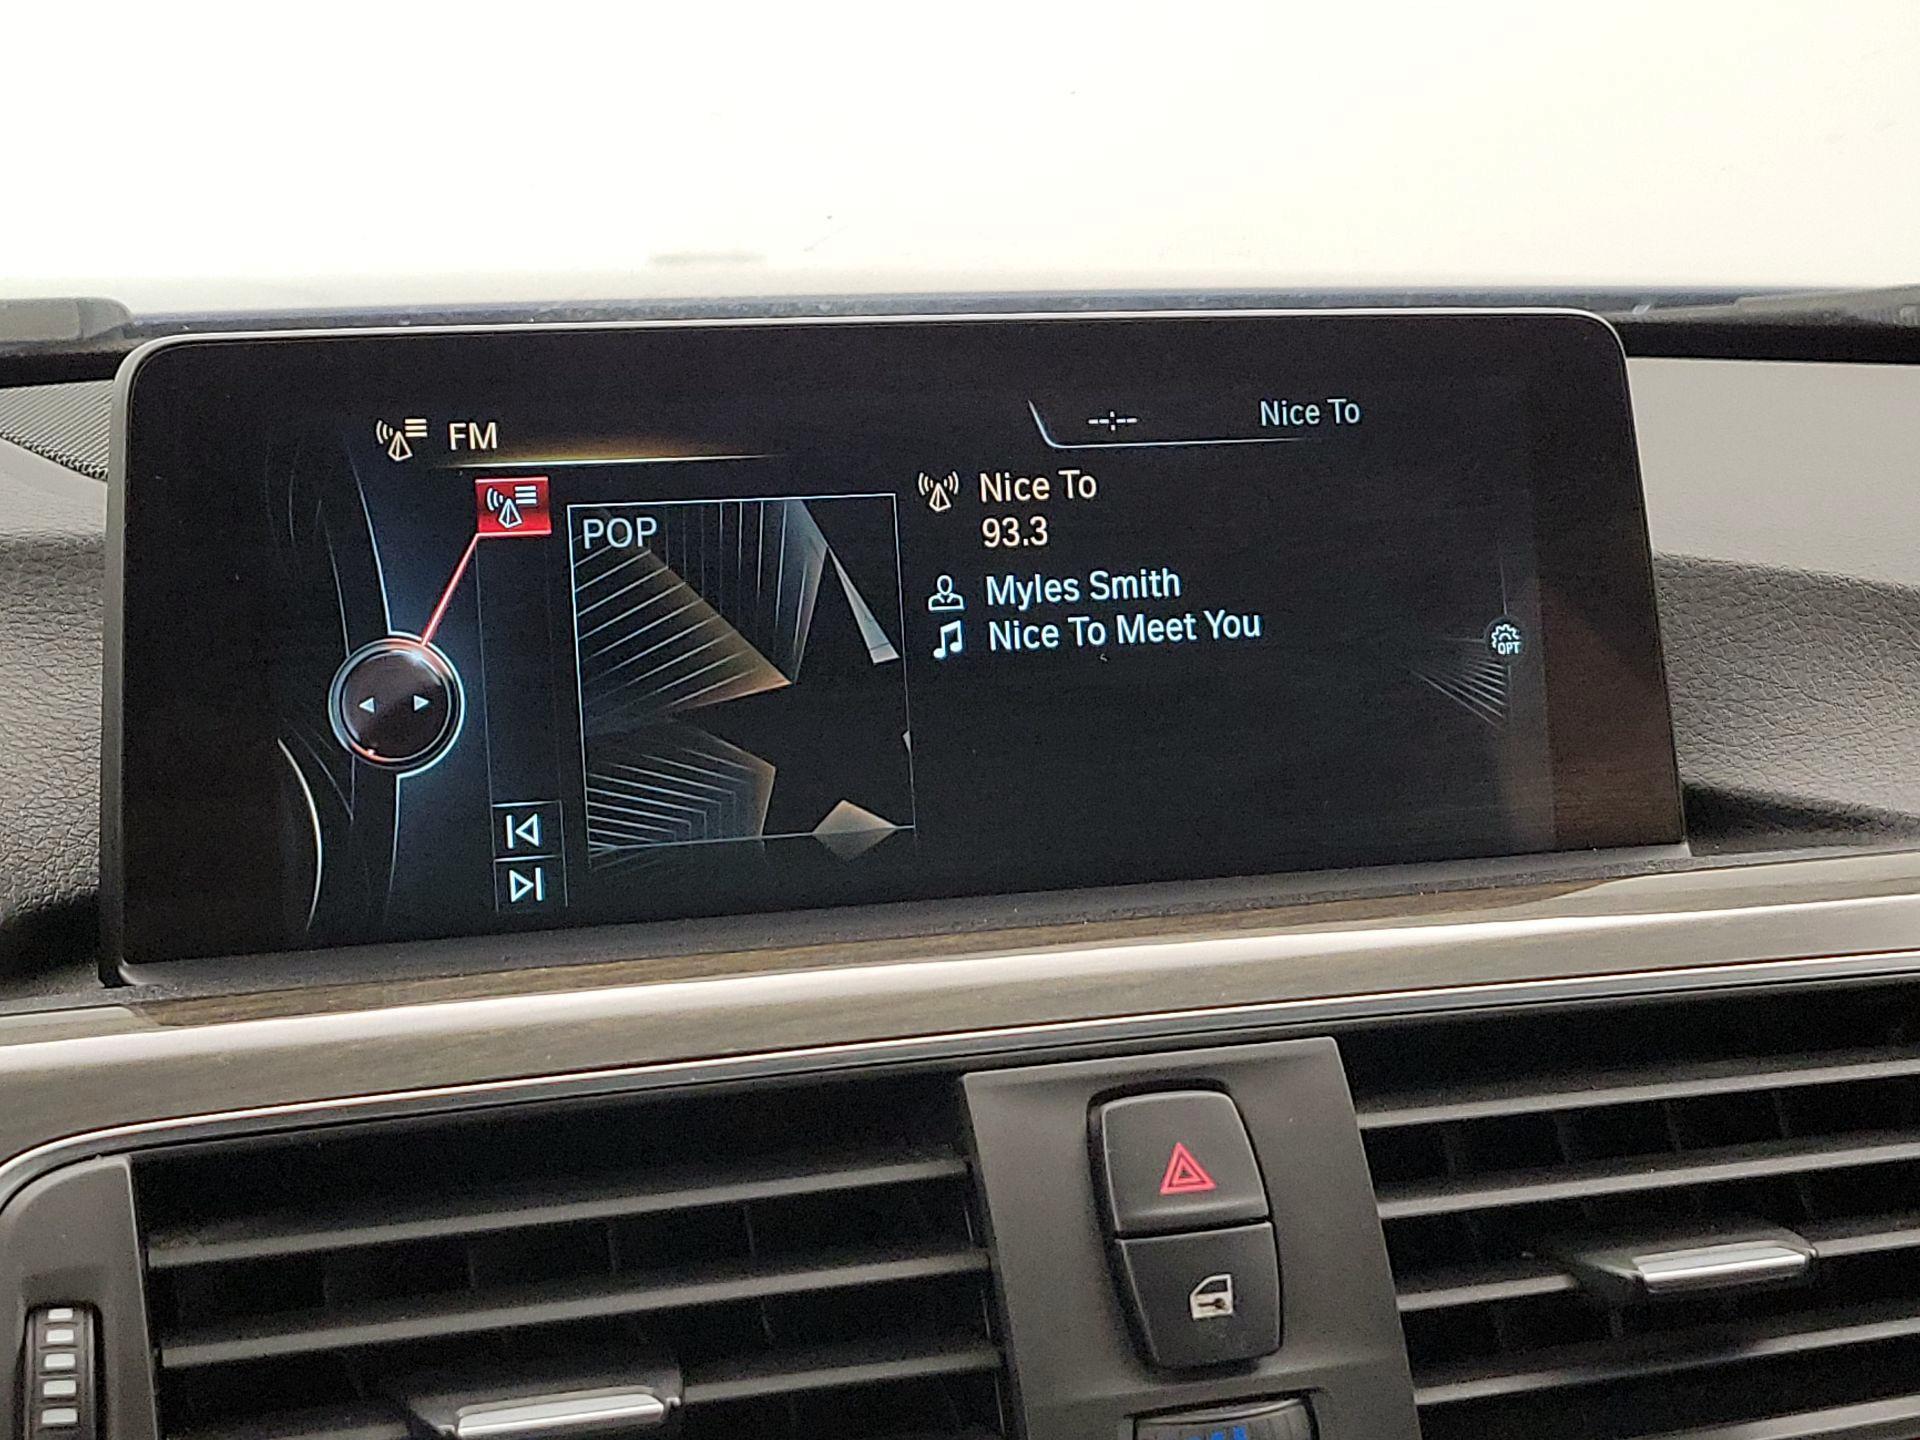 FM
--:--
Nice To
POP
Nice To
93.3
Myles Smith
Nice To Meet You
OPT